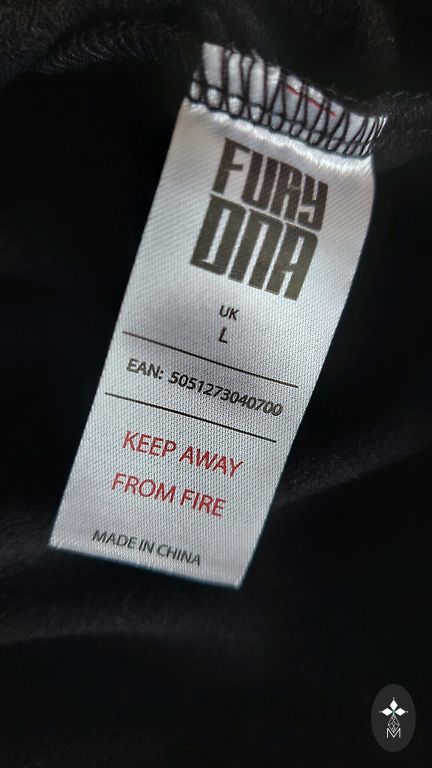 FURY
DNA
UK
L
EAN: 5051273040700
KEEP AWAY
FROM FIRE
MADE IN CHINA
M